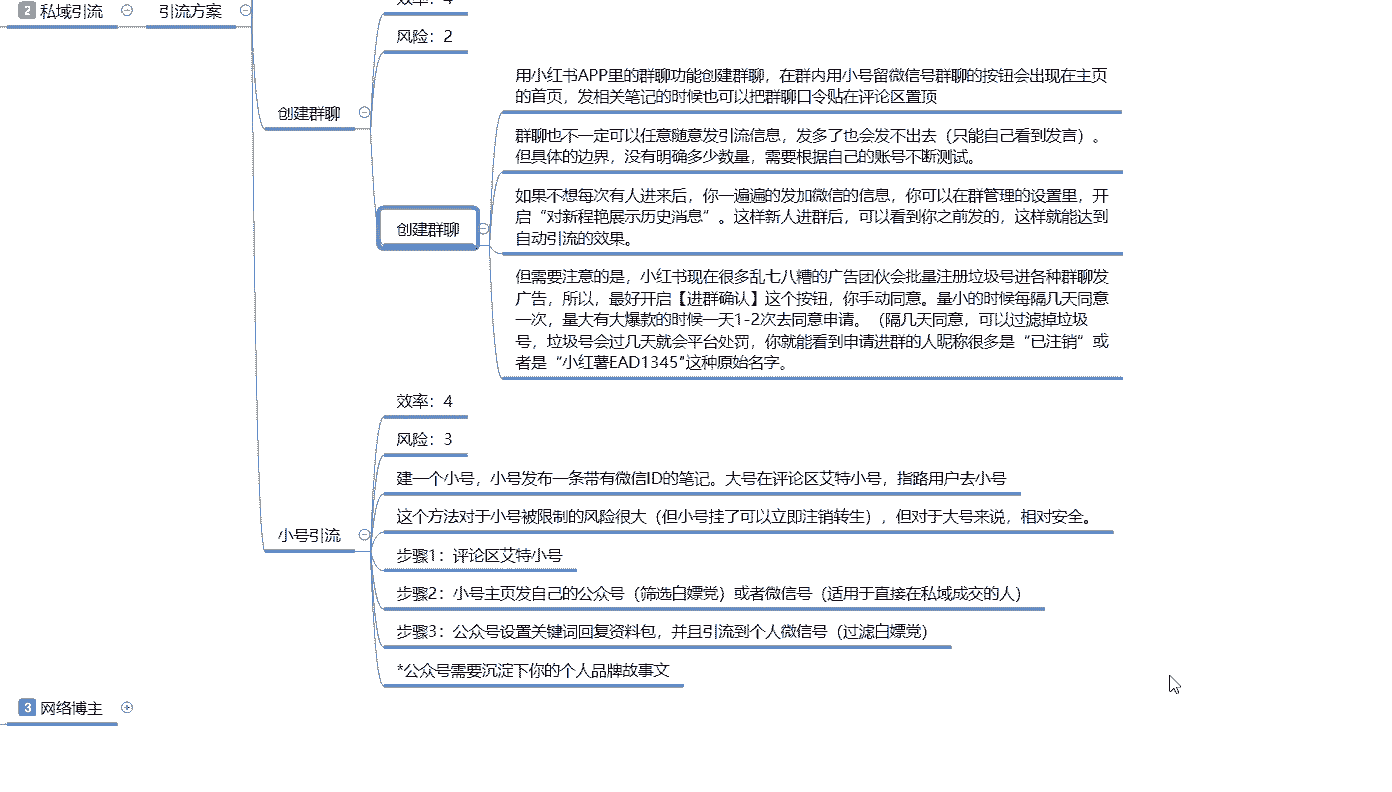 2 私域引流
引流方案
效率：4
风险：2
创建群聊
创建群聊
用小红书APP里的群聊功能创建群聊，在群内用小号留微信号群聊的按钮会出现在主页
的首页，发相关笔记的时候也可以把群聊口令贴在评论区置顶
群聊也不一定可以任意随意发引流信息，发多了也会发不出去（只能自己看到发言）。
但具体的边界，没有明确多少数量，需要根据自己的账号不断测试。
如果不想每次有人进来后，你一遍遍的发加微信的信息，你可以在群管理的设置里，开
启“对新程艳展示历史消息”。这样新人进群后，可以看到你之前发的，这样就能达到
自动引流的效果。
但需要注意的是，小红书现在很多乱七八糟的广告团伙会批量注册垃圾号进各种群聊发
广告，所以，最好开启【进群确认】这个按钮，你手动同意。量小的时候每隔几天同意
一次，量大有大爆款的时候一天1-2次去同意申请。（隔几天同意，可以过滤掉垃圾
号，垃圾号会过几天就会平台处罚，你就能看到申请进群的人昵称很多是“已注销”或
者是“小红薯EAD1345”这种原始名字。
小号引流
效率：4
风险：3
建一个小号，小号发布一条带有微信ID的笔记。大号在评论区艾特小号，指路用户去小号
这个方法对于小号被限制的风险很大（但小号挂了可以立即注销转生），但对于大号来说，相对安全。
步骤1：评论区艾特小号
步骤2：小号主页发自己的公众号（筛选白嫖党）或者微信号（适用于直接在私域成交的人）
步骤3：公众号设置关键词回复资料包，并且引流到个人微信号（过滤白嫖党）
*公众号需要沉淀下你的个人品牌故事文
3 网络博主